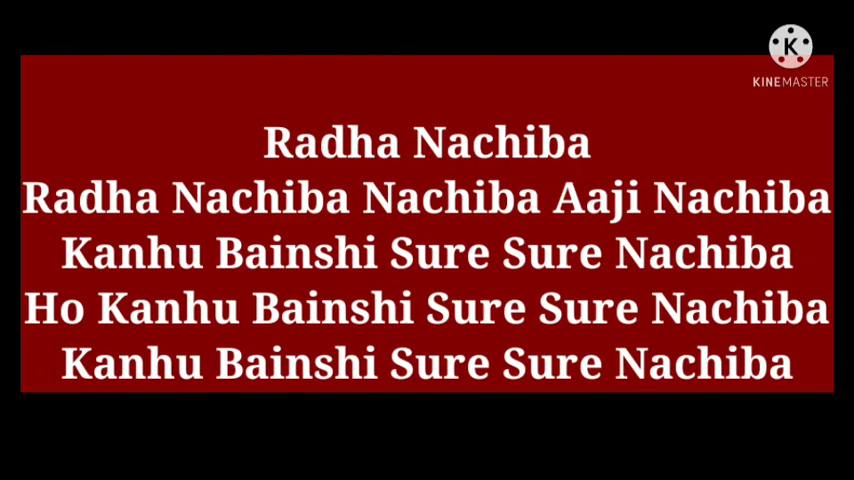 K
KINEMASTER
Radha Nachiba
Radha Nachiba Nachiba Aaji Nachiba
Kanhu Bainshi Sure Sure Nachiba
Ho Kanhu Bainshi Sure Sure Nachiba
Kanhu Bainshi Sure Sure Nachiba